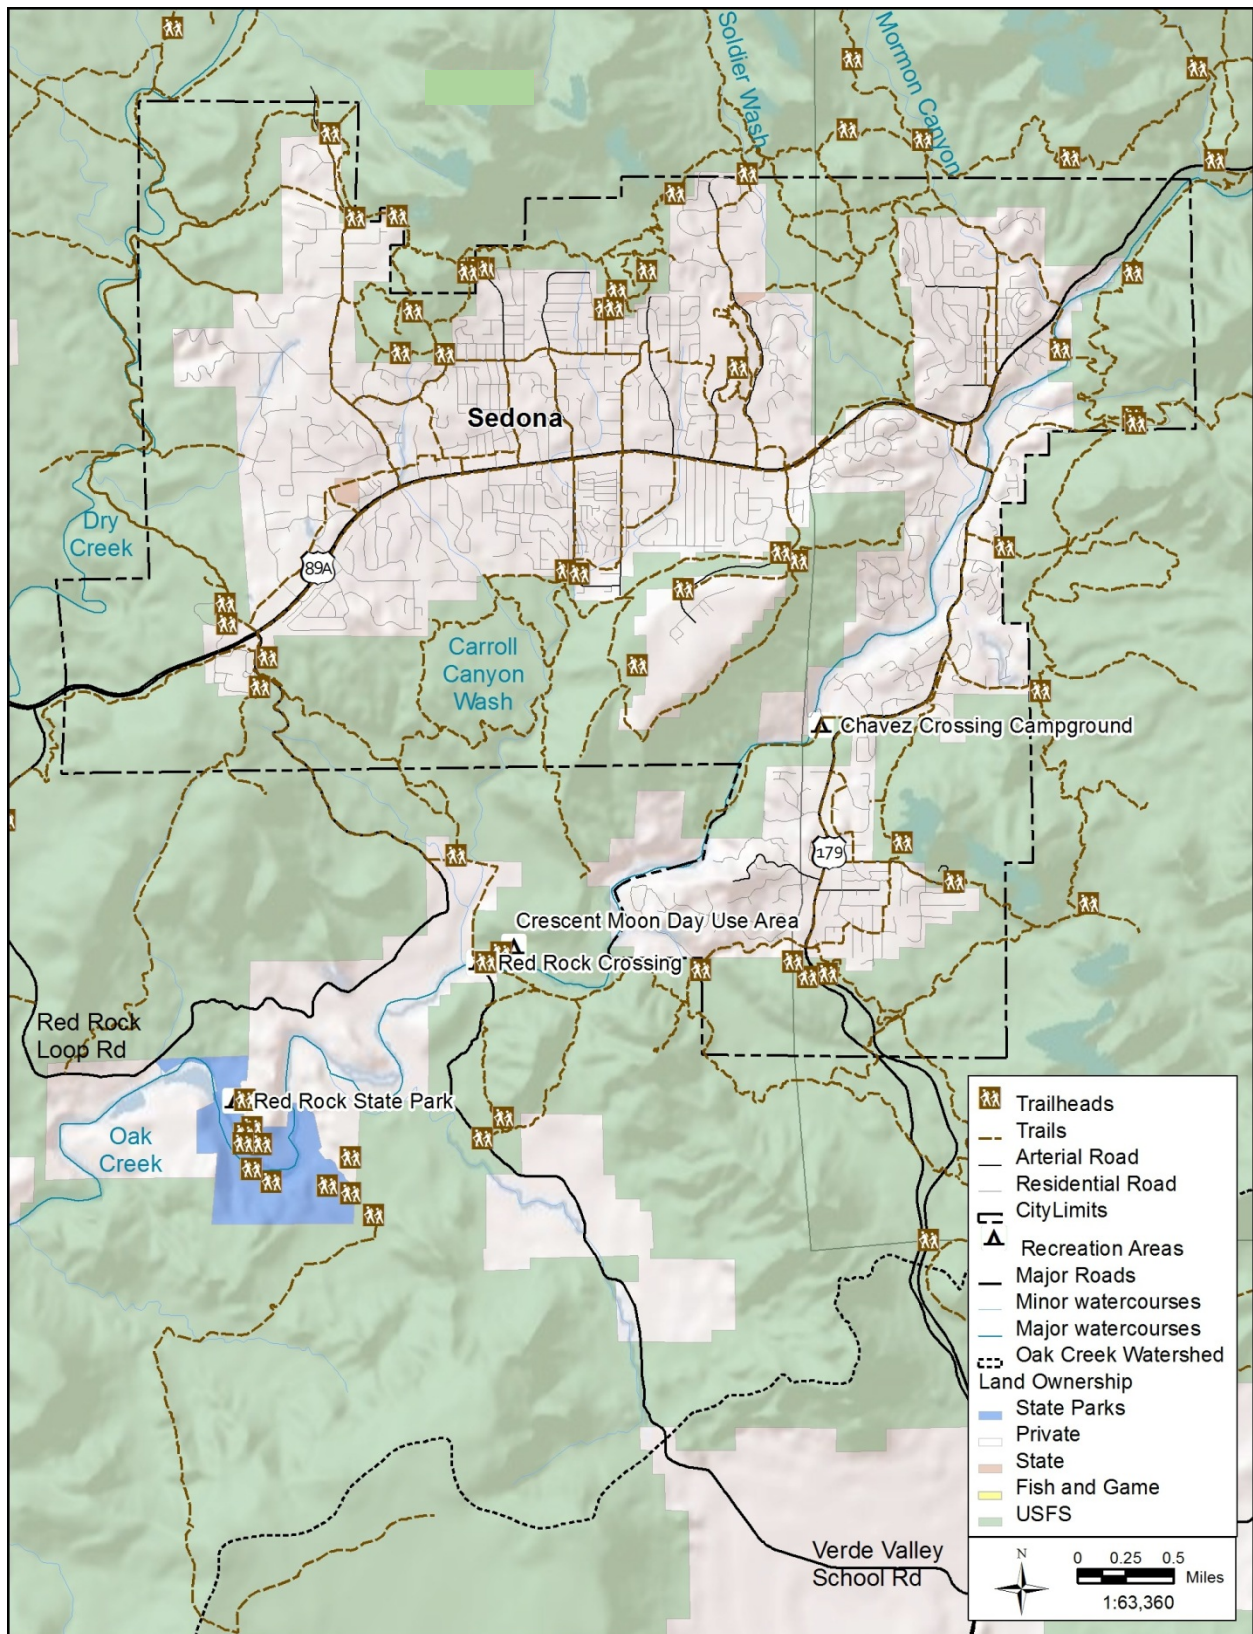 Soldier Wash
Mormon Canyon
Sedona
Dry
Creek
89A
Carroll
Canyon
Wash
Chavez Crossing Campground
179
Crescent Moon Day Use Area
Red Rock Crossing
Red Rock
Loop Rd
Red Rock State Park
Oak
Creek
Verde Valley
School Rd
Trailheads
Trails
Arterial Road
Residential Road
CityLimits
Recreation Areas
Major Roads
Minor watercourses
Major watercourses
Oak Creek Watershed
Land Ownership
State Parks
Private
State
Fish and Game
USFS
N
0 0.25 0.5
Miles
1:63,360